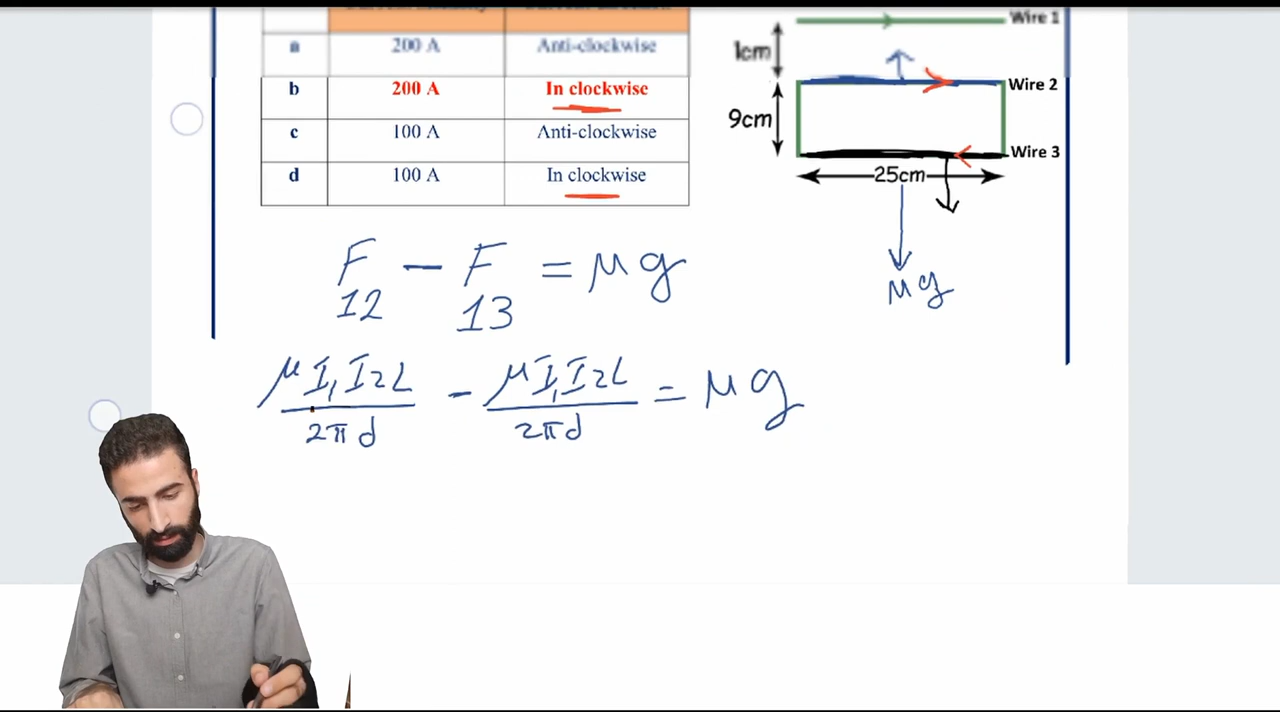 a 200 A Anti-clockwise
b 200 A In clockwise
c 100 A Anti-clockwise
d 100 A In clockwise
Wire 1
1cm
Wire 2
9cm
Wire 3
25cm
Mg
F12 - F13 = Mg
μI1I2L/2πd - μI1I2L/2πd = Mg